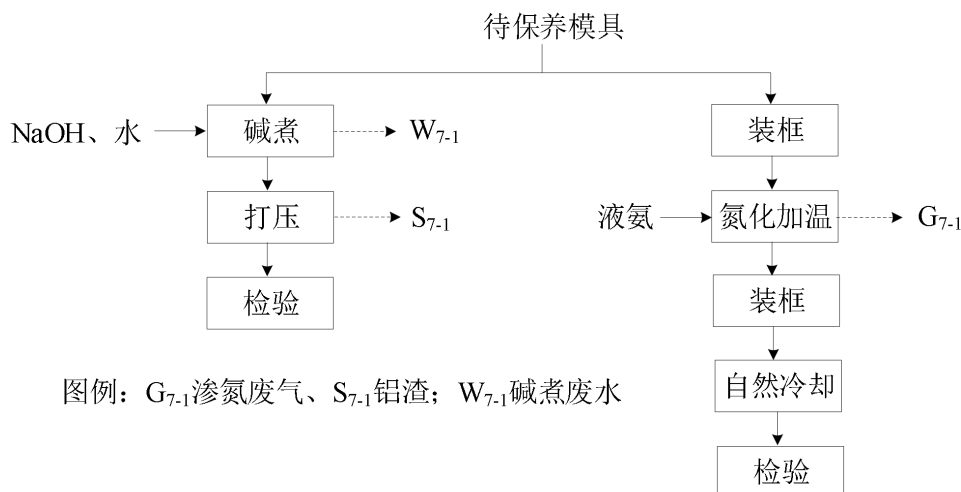 待保养模具
NaOH、水
碱煮
W7-1
装框
打压
S7-1
液氨
氮化加温
G7-1
检验
装框
图例：G7-1渗氮废气、S7-1铝渣；W7-1碱煮废水
自然冷却
检验